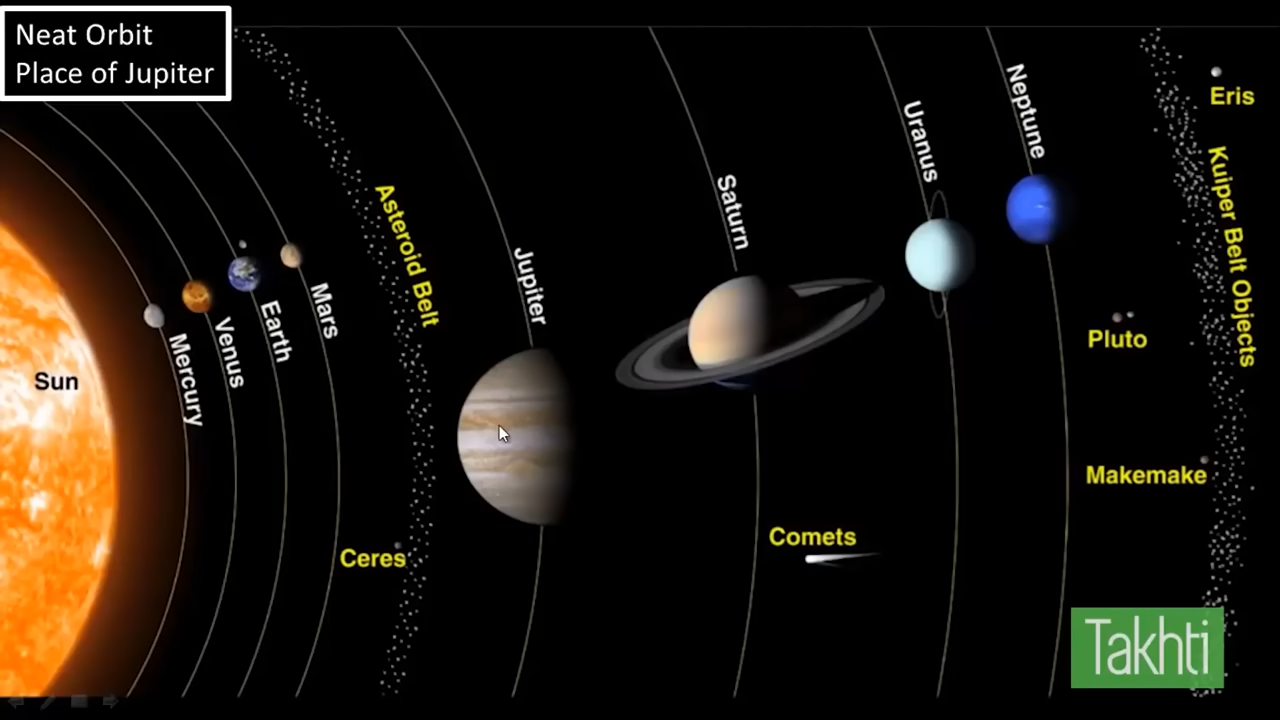 Neat Orbit
Place of Jupiter
Sun
Mercury
Venus
Earth
Mars
Asteroid Belt
Ceres
Jupiter
Saturn
Comets
Uranus
Neptune
Pluto
Makemake
Eris
Kuiper Belt Objects
Takhti